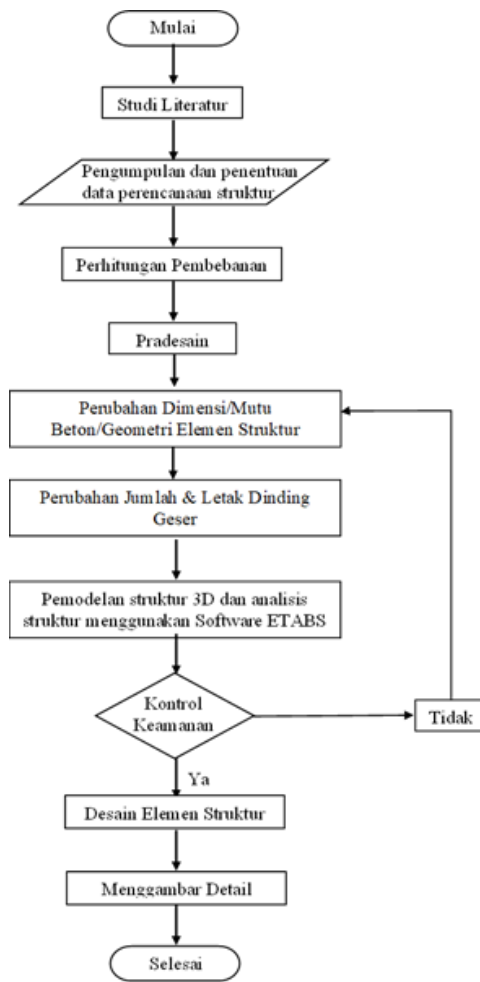 Mulai
Studi Literatur
Pengumpulan dan penentuan
data perencanaan struktur
Perhitungan Pembebanan
Pradesain
Perubahan Dimensi/Mutu
Beton/Geometri Elemen Struktur
Perubahan Jumlah & Letak Dinding
Geser
Pemodelan struktur 3D dan analisis
struktur menggunakan Software ETABS
Kontrol
Keamanan
Tidak
Ya
Desain Elemen Struktur
Menggambar Detail
Selesai